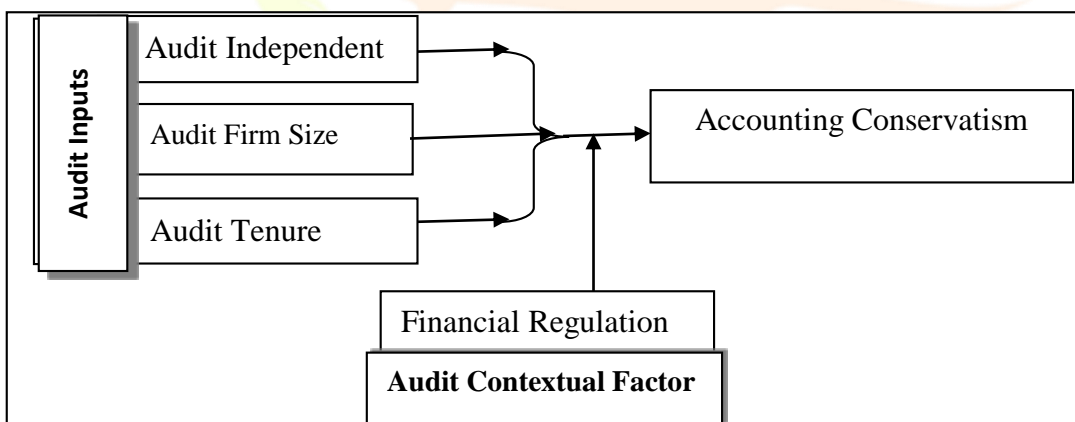 Audit Inputs
Audit Independent
Audit Firm Size
Audit Tenure
Accounting Conservatism
Financial Regulation
Audit Contextual Factor